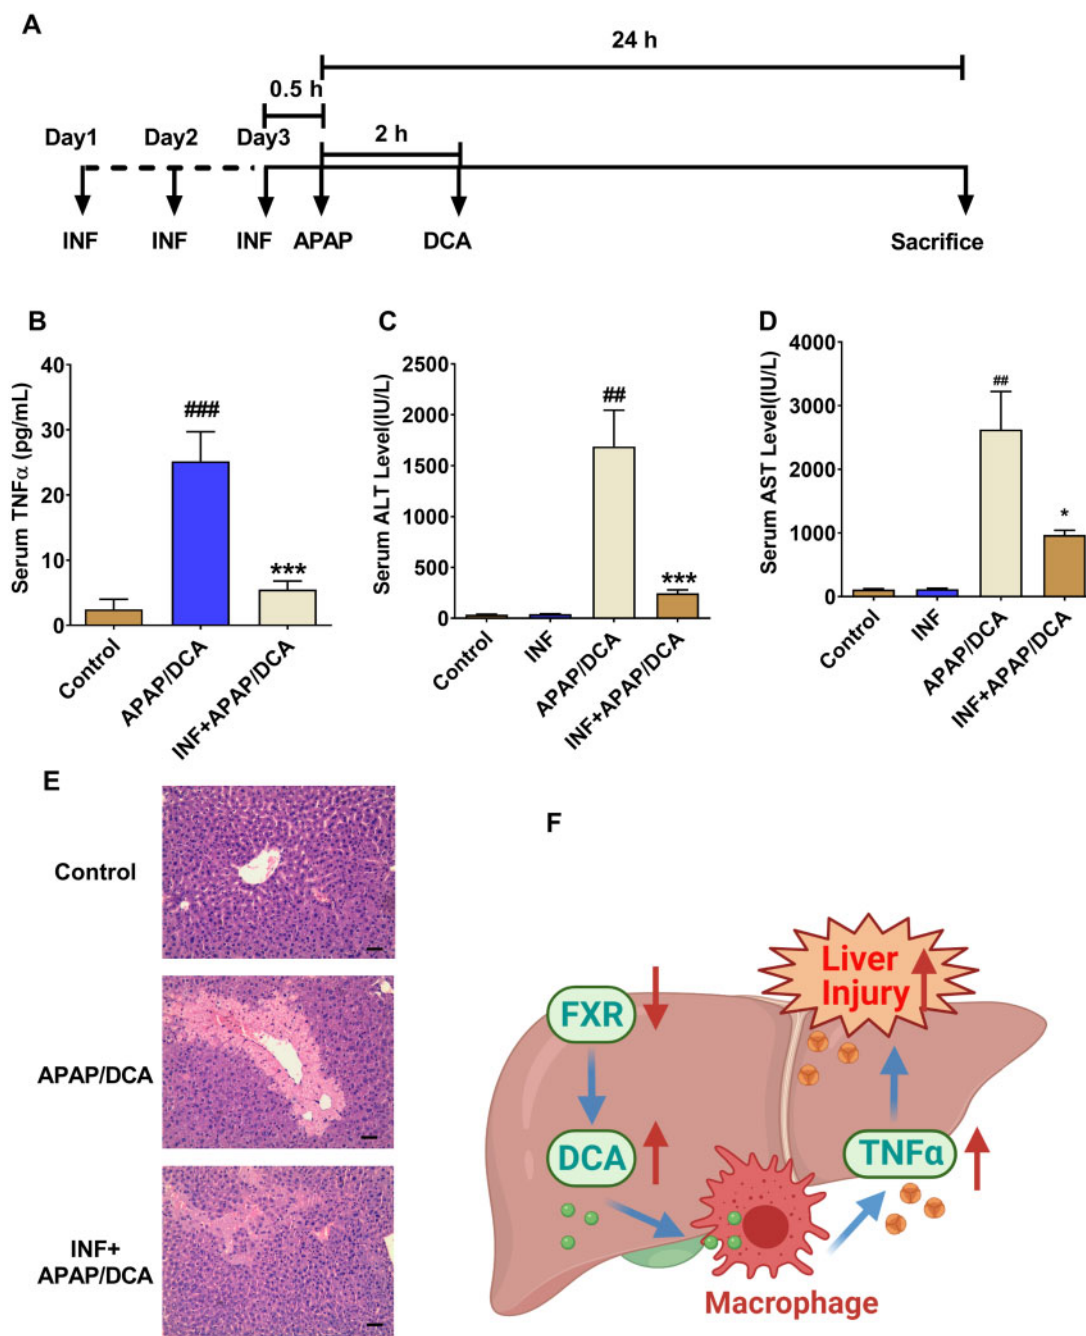 A
24 h
0.5 h
Day1 Day2 Day3
2 h
INF INF INF APAP DCA Sacrifice
B
Serum TNFα (pg/mL)
40
30
20
10
0
###
***
Control
APAP/DCA
INF+APAP/DCA
C
Serum ALT Level(IU/L)
2500
2000
1500
1000
500
0
##
***
Control
INF
APAP/DCA
INF+APAP/DCA
D
Serum AST Level(IU/L)
4000
3000
2000
1000
0
##
*
Control
INF
APAP/DCA
INF+APAP/DCA
E
Control
APAP/DCA
INF+
APAP/DCA
F
FXR
DCA
Macrophage
TNFα
Liver
Injury